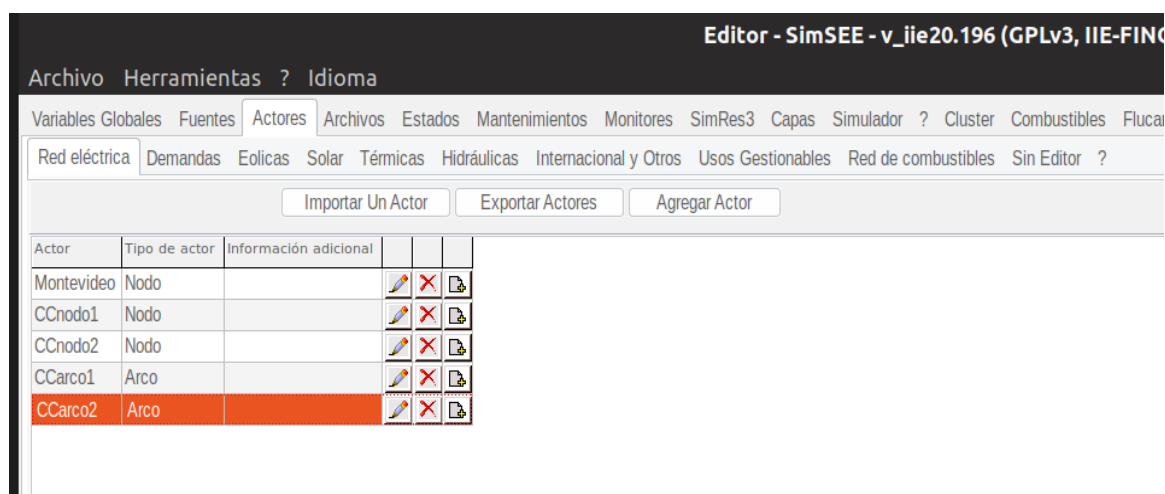 Editor - SimSEE - v_iie20.196 (GPLv3, IIE-FING
Archivo Herramientas ? Idioma
Variables Globales Fuentes Actores Archivos Estados Mantenimientos Monitores SimRes3 Capas Simulador ? Cluster Combustibles Flucar
Red eléctrica Demandas Eolicas Solar Térmicas Hidráulicas Internacional y Otros Usos Gestionables Red de combustibles Sin Editor ?
Importar Un Actor Exportar Actores Agregar Actor
Actor Tipo de actor Información adicional
Montevideo Nodo
CCnodo1 Nodo
CCnodo2 Nodo
CCarco1 Arco
CCarco2 Arco